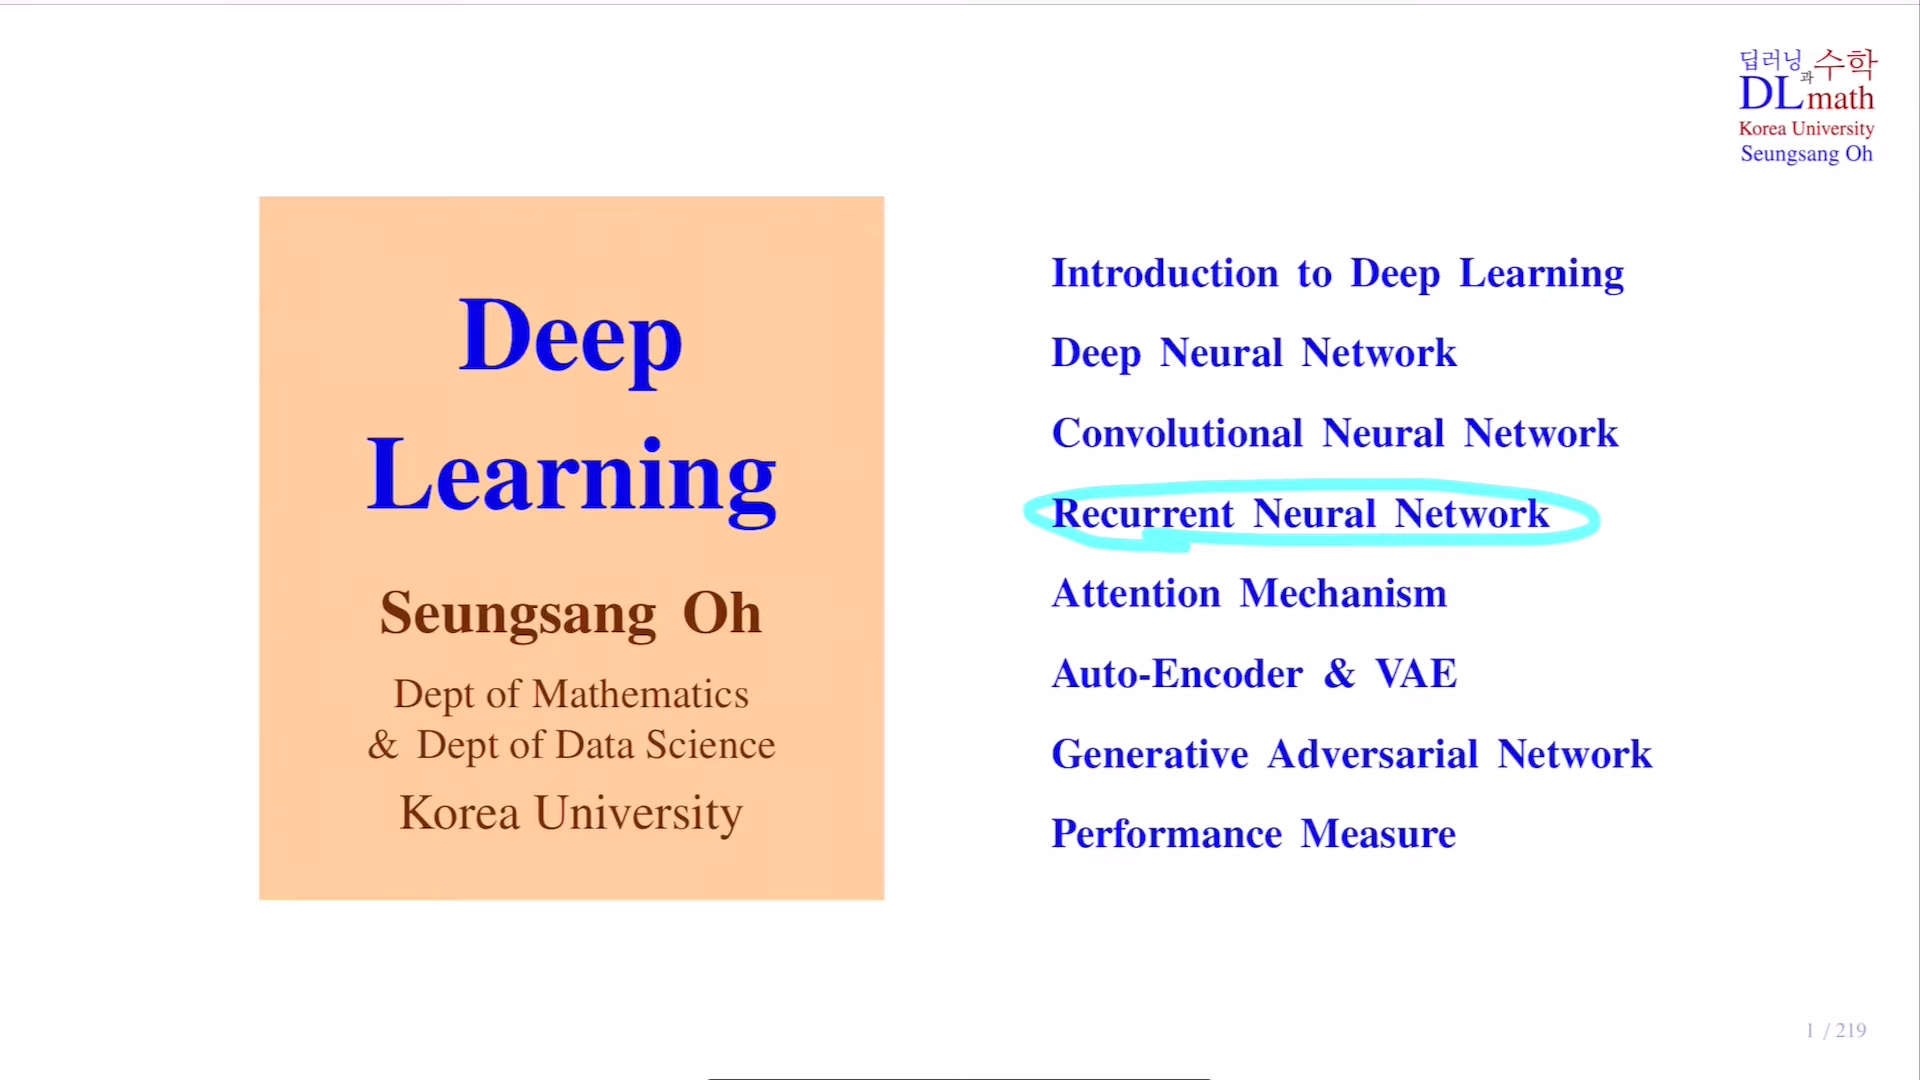 딥러닝과수학
DLmath
Korea University
Seungsang Oh
Deep
Learning
Seungsang Oh
Dept of Mathematics
& Dept of Data Science
Korea University
Introduction to Deep Learning
Deep Neural Network
Convolutional Neural Network
Recurrent Neural Network
Attention Mechanism
Auto-Encoder & VAE
Generative Adversarial Network
Performance Measure
1 / 219